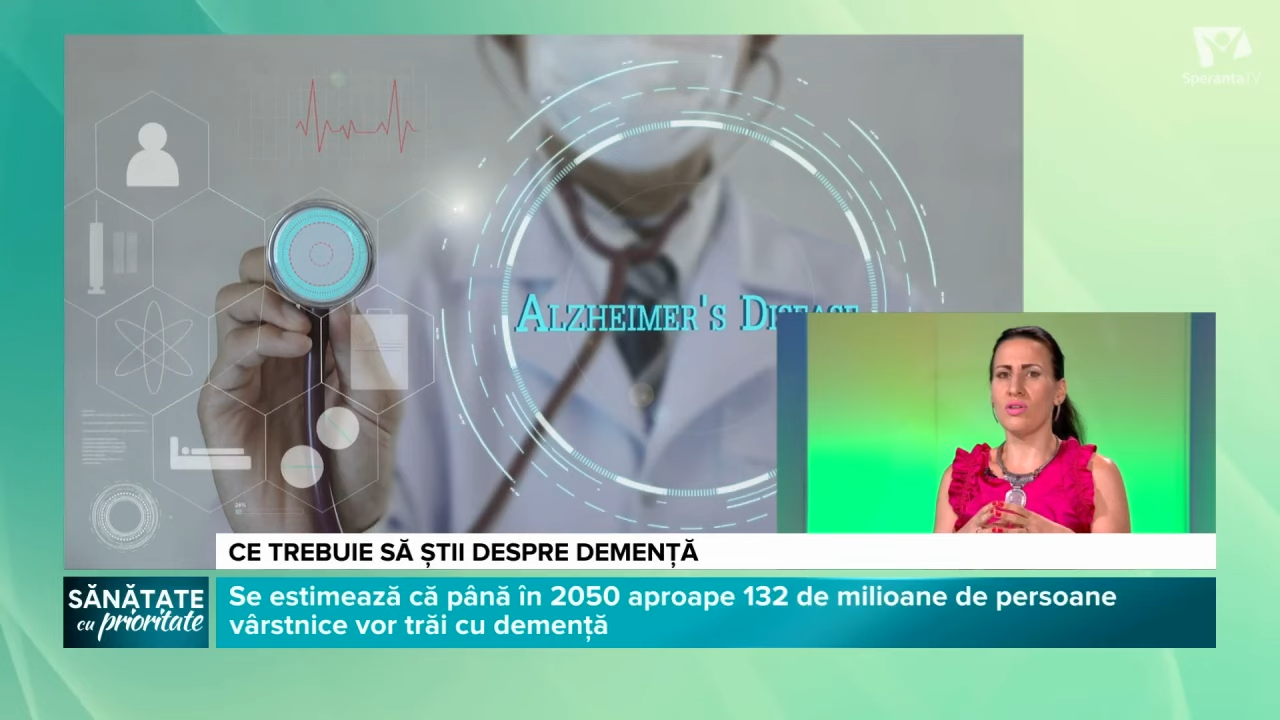 SperantaTV
ALZHEIMER'S DISEASE
CE TREBUIE SĂ ȘTII DESPRE DEMENȚĂ
SĂNĂTATE
cu prioritate
Se estimează că până în 2050 aproape 132 de milioane de persoane
vârstnice vor trăi cu demență